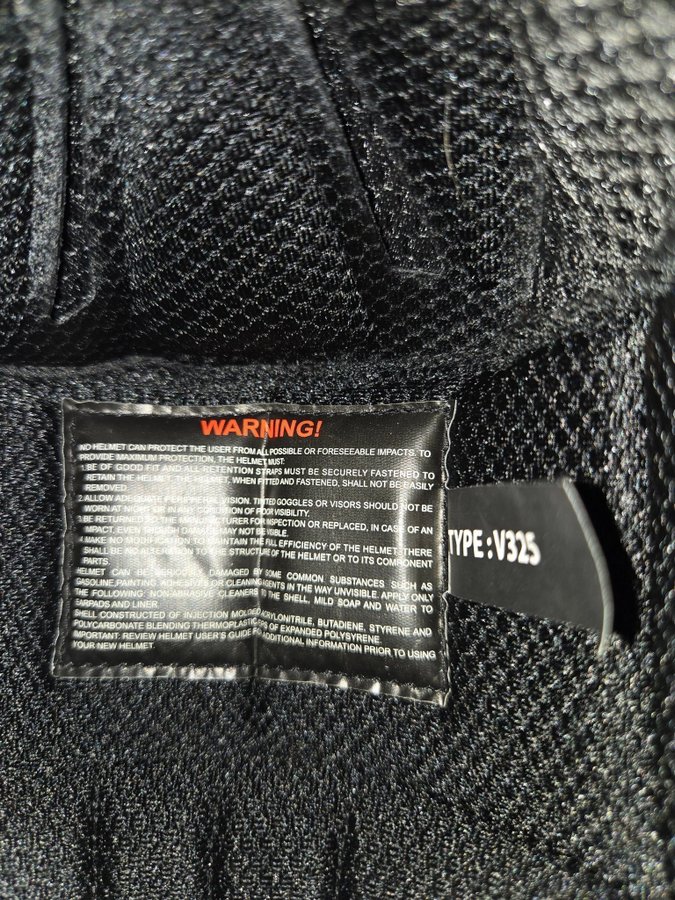 WARNING!
NO HELMET CAN PROTECT THE USER FROM ALL POSSIBLE OR FORESEEABLE IMPACTS. TO
PROVIDE MAXIMUM PROTECTION, THE HELMET MUST:
1.BE OF GOOD FIT AND ALL RETENTION STRAPS MUST BE SECURELY FASTENED TO
RETAIN THE HELMET. THE HELMET, WHEN FITTED AND FASTENED, SHALL NOT BE EASILY
REMOVED.
2.ALLOW ADEQUATE PERIPHERAL VISION. TINTED GOGGLES OR VISORS SHOULD NOT BE
WORN AT NIGHT OR IN ANY CONDITION OF POOR VISIBILITY.
3.BE RETURNED TO THE MANUFACTURER FOR INSPECTION OR REPLACED, IN CASE OF AN
IMPACT, EVEN THROUGH DAMAGE MAY NOT BE VISIBLE.
4.MAKE NO MODIFICATION TO MAINTAIN THE FULL EFFICIENCY OF THE HELMET. THERE
SHALL BE NO ALTERATION TO THE STRUCTURE OF THE HELMET OR TO ITS COMPONENT
PARTS.
HELMET CAN BE SERIOUSLY DAMAGED BY SOME COMMON SUBSTANCES SUCH AS
GASOLINE,PAINTING, ADHESIVES OR CLEANING AGENTS IN THE WAY UNVISIBLE. APPLY ONLY
THE FOLLOWING NON-ABRASIVE CLEANERS TO THE SHELL, MILD SOAP AND WATER TO
EARPADS AND LINER.
SHELL CONSTRUCTED OF INJECTION MOLDED ACRYLONITRILE, BUTADIENE, STYRENE AND
POLYCARBONATE BLENDING THERMOPLASTIC, OF EXPANDED POLYSYRENE
IMPORTANT: REVIEW HELMET USER'S GUIDE FOR ADDITIONAL INFORMATION PRIOR TO USING
YOUR NEW HELMET.
TYPE : V325